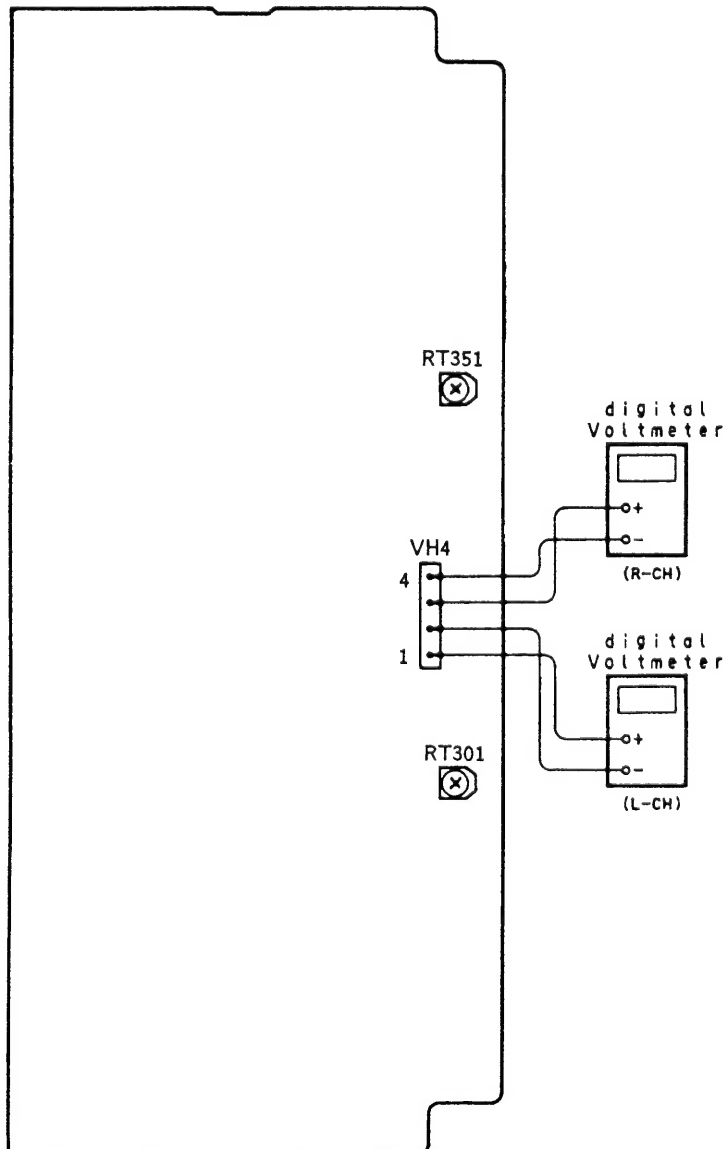 RT351
digital
Voltmeter
+
−
(R-CH)
VH4
4
1
digital
Voltmeter
+
−
(L-CH)
RT301